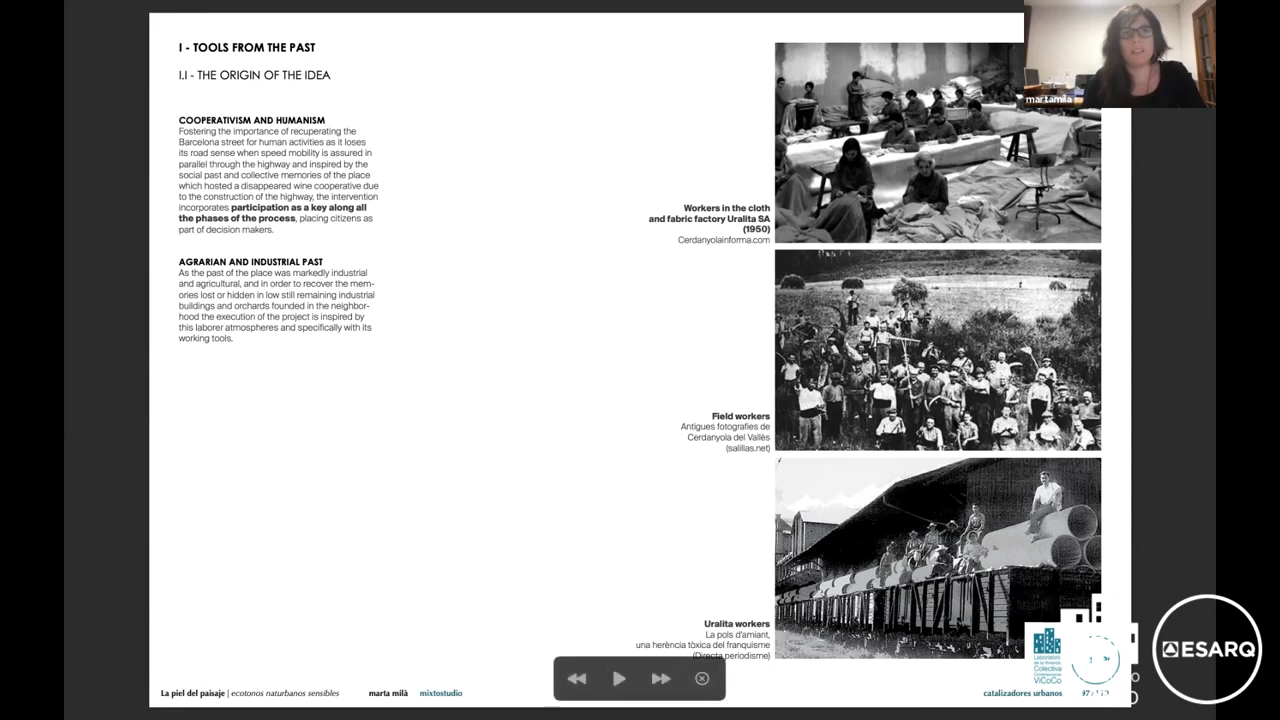 I - TOOLS FROM THE PAST
I.I - THE ORIGIN OF THE IDEA
COOPERATIVISM AND HUMANISM
Fostering the importance of recuperating the
Barcelona street for human activities as it loses
its road sense when speed mobility is assured in
parallel through the highway and inspired by the
social past and collective memories of the place
which hosted a disappeared wine cooperative due
to the construction of the highway, the intervention
incorporates participation as a key along all
the phases of the process, placing citizens as
part of decision makers.
AGRARIAN AND INDUSTRIAL PAST
As the past of the place was markedly industrial
and agricultural, and in order to recover the mem-
ories lost or hidden in low still remaining industrial
buildings and orchards founded in the neighbor-
hood the execution of the project is inspired by
this laborer atmospheres and specifically with its
working tools.
martamila
Workers in the cloth
and fabric factory Uralita SA
(1950)
Cerdanyolainforma.com
Field workers
Antigues fotografies de
Cerdanyola del Vallès
(salillas.net)
Uralita workers
La pols d'amiant,
una herència tòxica del franquisme
(Directa periodisme)
La piel del paisaje | ecotonos naturbanos sensibles
marta milà mixtostudio
catalizadores urbanos
Laboratorio
de la Vivienda
Colectiva
Contemporánea
ViCoCo
ESARQ